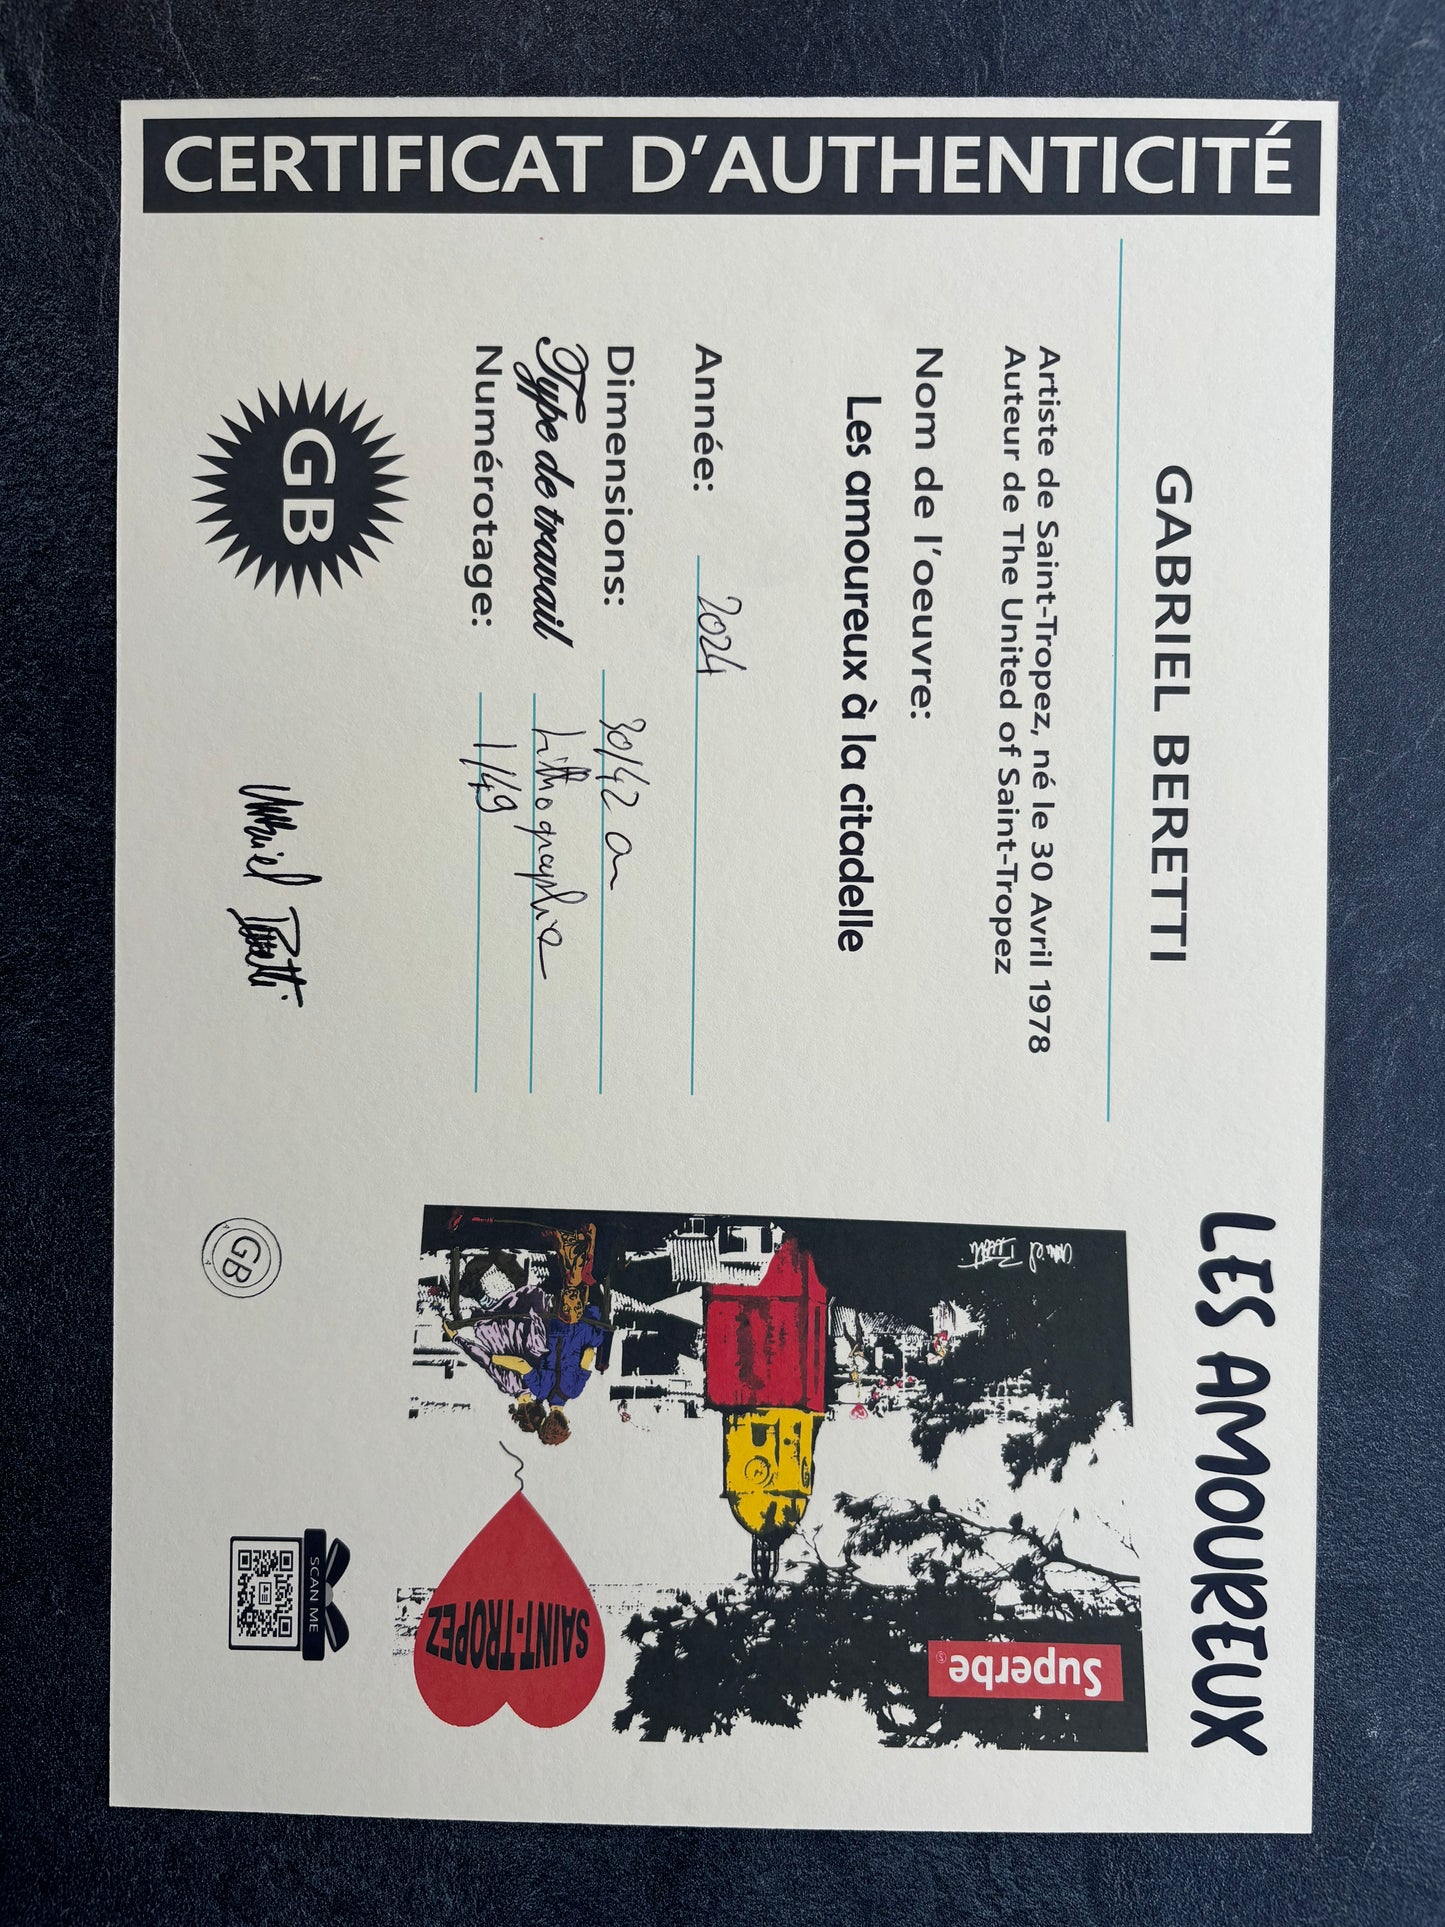 CERTIFICAT D'AUTHENTICITÉ
GABRIEL BERETTI
Artiste de Saint-Tropez, né le 30 Avril 1978
Auteur de The United of Saint-Tropez
Nom de l'oeuvre:
Les amoureux à la citadelle
Année: 2024
Dimensions: 30/42 cm
Type de travail Lithographie
Numérotage: 1/49
GB
LES AMOUREUX
Superbe
SAINT-TROPEZ
GB
SCAN ME